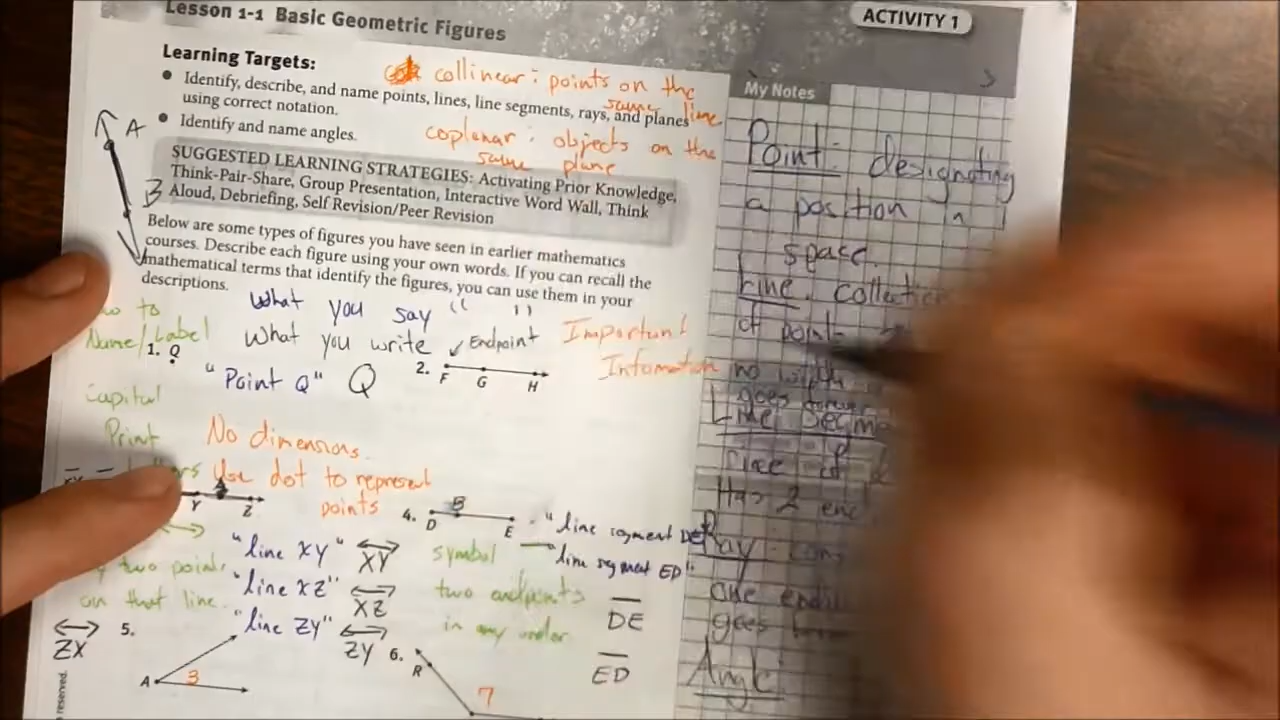 Lesson 1-1 Basic Geometric Figures
ACTIVITY 1
Learning Targets:
• Identify, describe, and name points, lines, line segments, rays, and planes
using correct notation.
• Identify and name angles.
collinear: points on the
same line
coplanar: objects on the
same plane
A
B
SUGGESTED LEARNING STRATEGIES: Activating Prior Knowledge,
Think-Pair-Share, Group Presentation, Interactive Word Wall, Think
Aloud, Debriefing, Self Revision/Peer Revision
Below are some types of figures you have seen in earlier mathematics
courses. Describe each figure using your own words. If you can recall the
mathematical terms that identify the figures, you can use them in your
descriptions.
to
Name/Label
What you say " "
What you write
Important
Information
1. Q
"Point Q" Q
2. F G H
Endpoint
Capital
Print
No dimensions.
Use dot to represent
points
Y Z
4. D B E
"line segment DE"
"line segment ED"
"line XY" XY
"line XZ" XZ
"line ZY" ZY
two points
on that line.
ZX
symbol
two endpoints
in any order
DE
ED
5.
A 3
6.
R
7
reserved.
My Notes
Point: designating
a position in
space.
Line: collection
of point
no width
goes forever
Line Segme
of
Has 2 end
Ray
one
goes
Angle